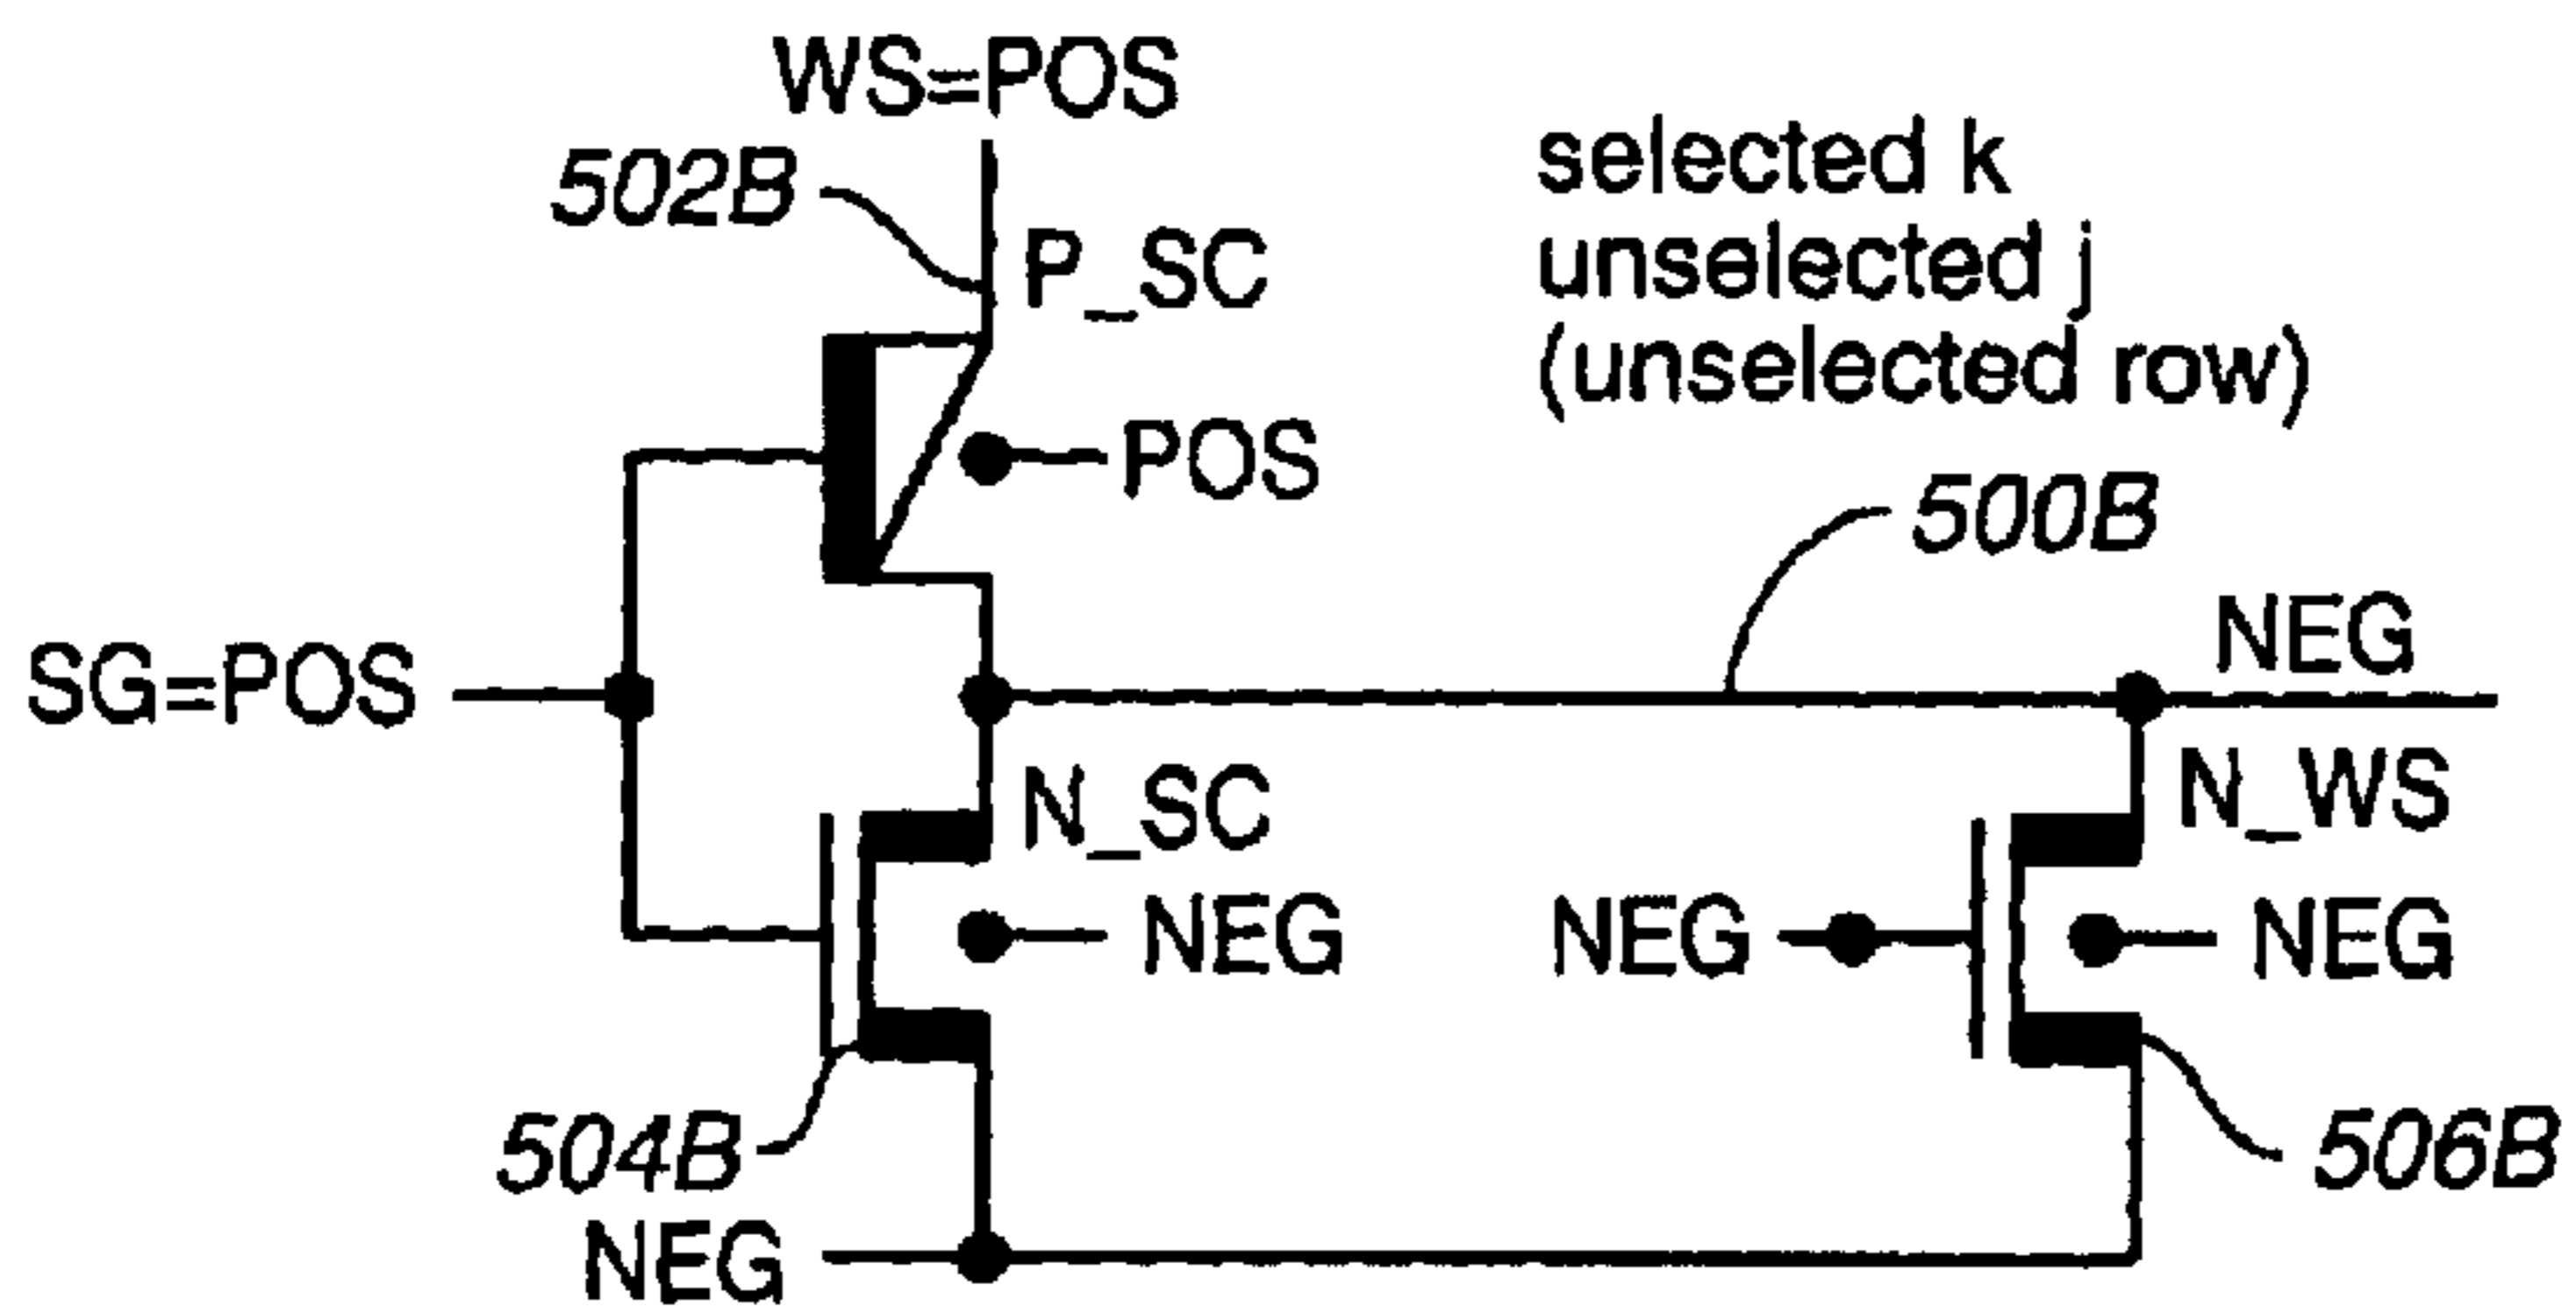 WS=POS
502B
P_SC
selected k
unselected j
(unselected row)
POS
500B
SG=POS
NEG
N_SC
N_WS
NEG
NEG
NEG
504B
506B
NEG